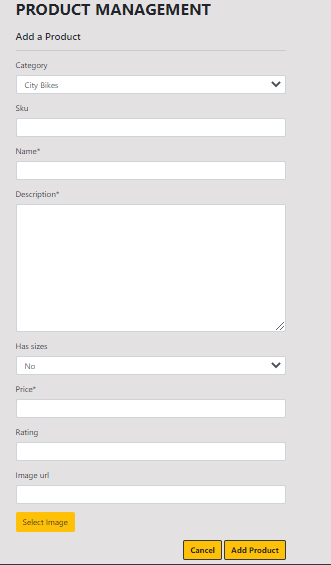 PRODUCT MANAGEMENT
Add a Product
Category
City Bikes
Sku
Name*
Description*
Has sizes
No
Price*
Rating
Image url
Select Image
Cancel Add Product